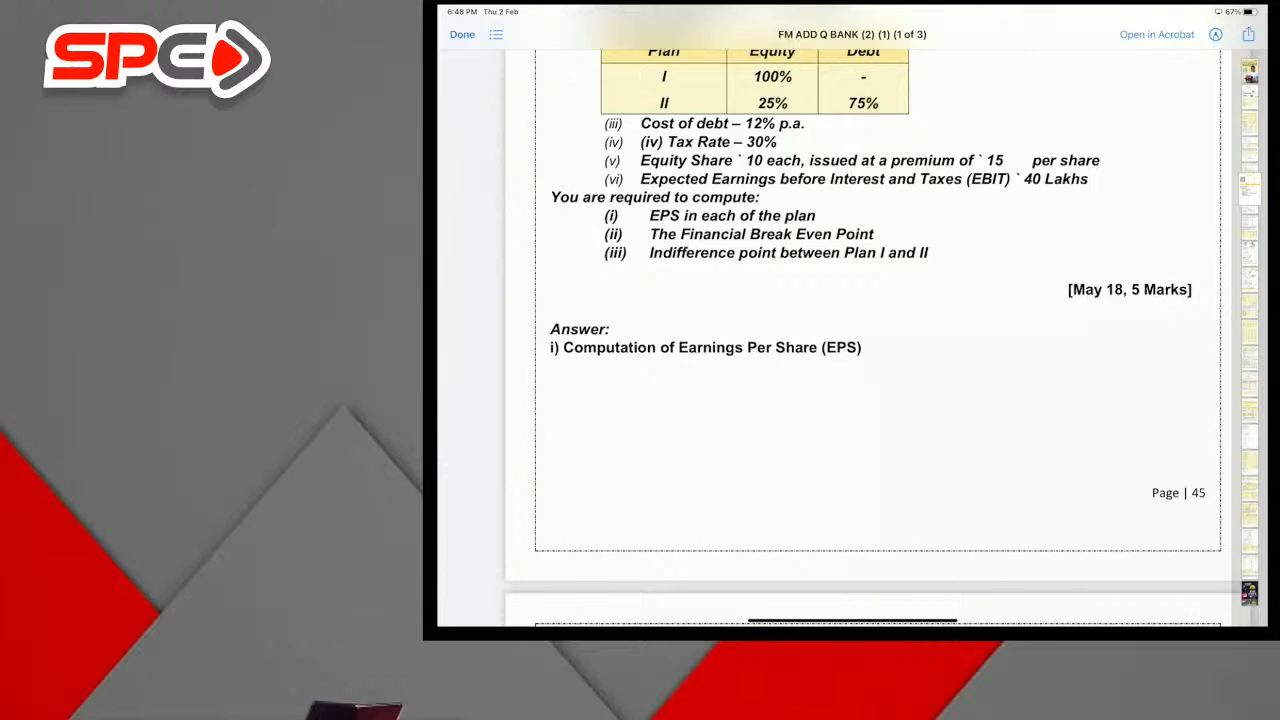 6:48 PM Thu 2 Feb
67%
SPE
Done
FM ADD Q BANK (2) (1) (1 of 3)
Open in Acrobat
Plan Equity Debt
I 100% -
II 25% 75%
(iii) Cost of debt – 12% p.a.
(iv) (iv) Tax Rate – 30%
(v) Equity Share ` 10 each, issued at a premium of ` 15 per share
(vi) Expected Earnings before Interest and Taxes (EBIT) ` 40 Lakhs
You are required to compute:
(i) EPS in each of the plan
(ii) The Financial Break Even Point
(iii) Indifference point between Plan I and II
[May 18, 5 Marks]
Answer:
i) Computation of Earnings Per Share (EPS)
Page | 45